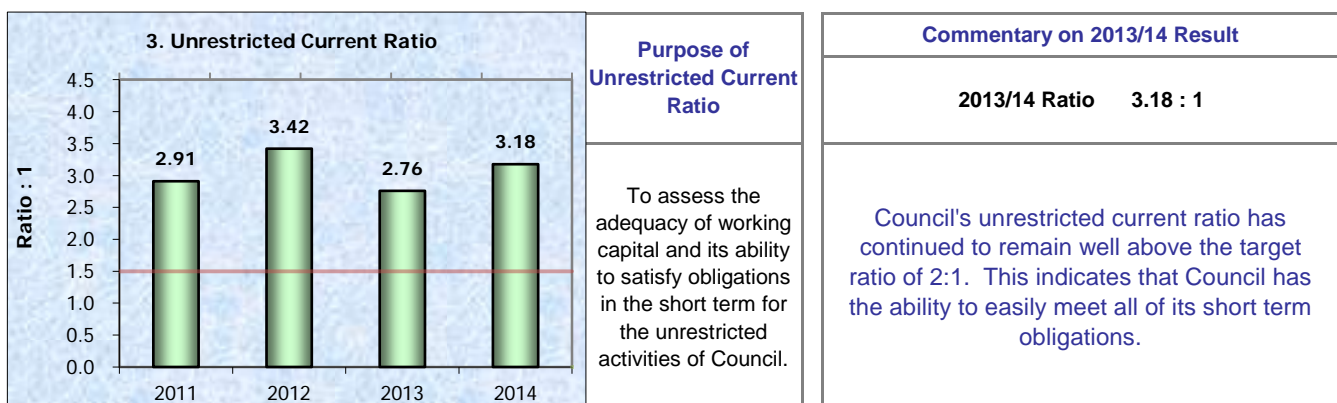 3. Unrestricted Current Ratio
4.5
4.0
3.5
3.0
2.5
2.0
1.5
1.0
0.5
0.0
Ratio : 1
2.91
3.42
2.76
3.18
2011
2012
2013
2014
Purpose of
Unrestricted Current
Ratio
To assess the
adequacy of working
capital and its ability
to satisfy obligations
in the short term for
the unrestricted
activities of Council.
Commentary on 2013/14 Result
2013/14 Ratio 3.18 : 1
Council's unrestricted current ratio has
continued to remain well above the target
ratio of 2:1. This indicates that Council has
the ability to easily meet all of its short term
obligations.